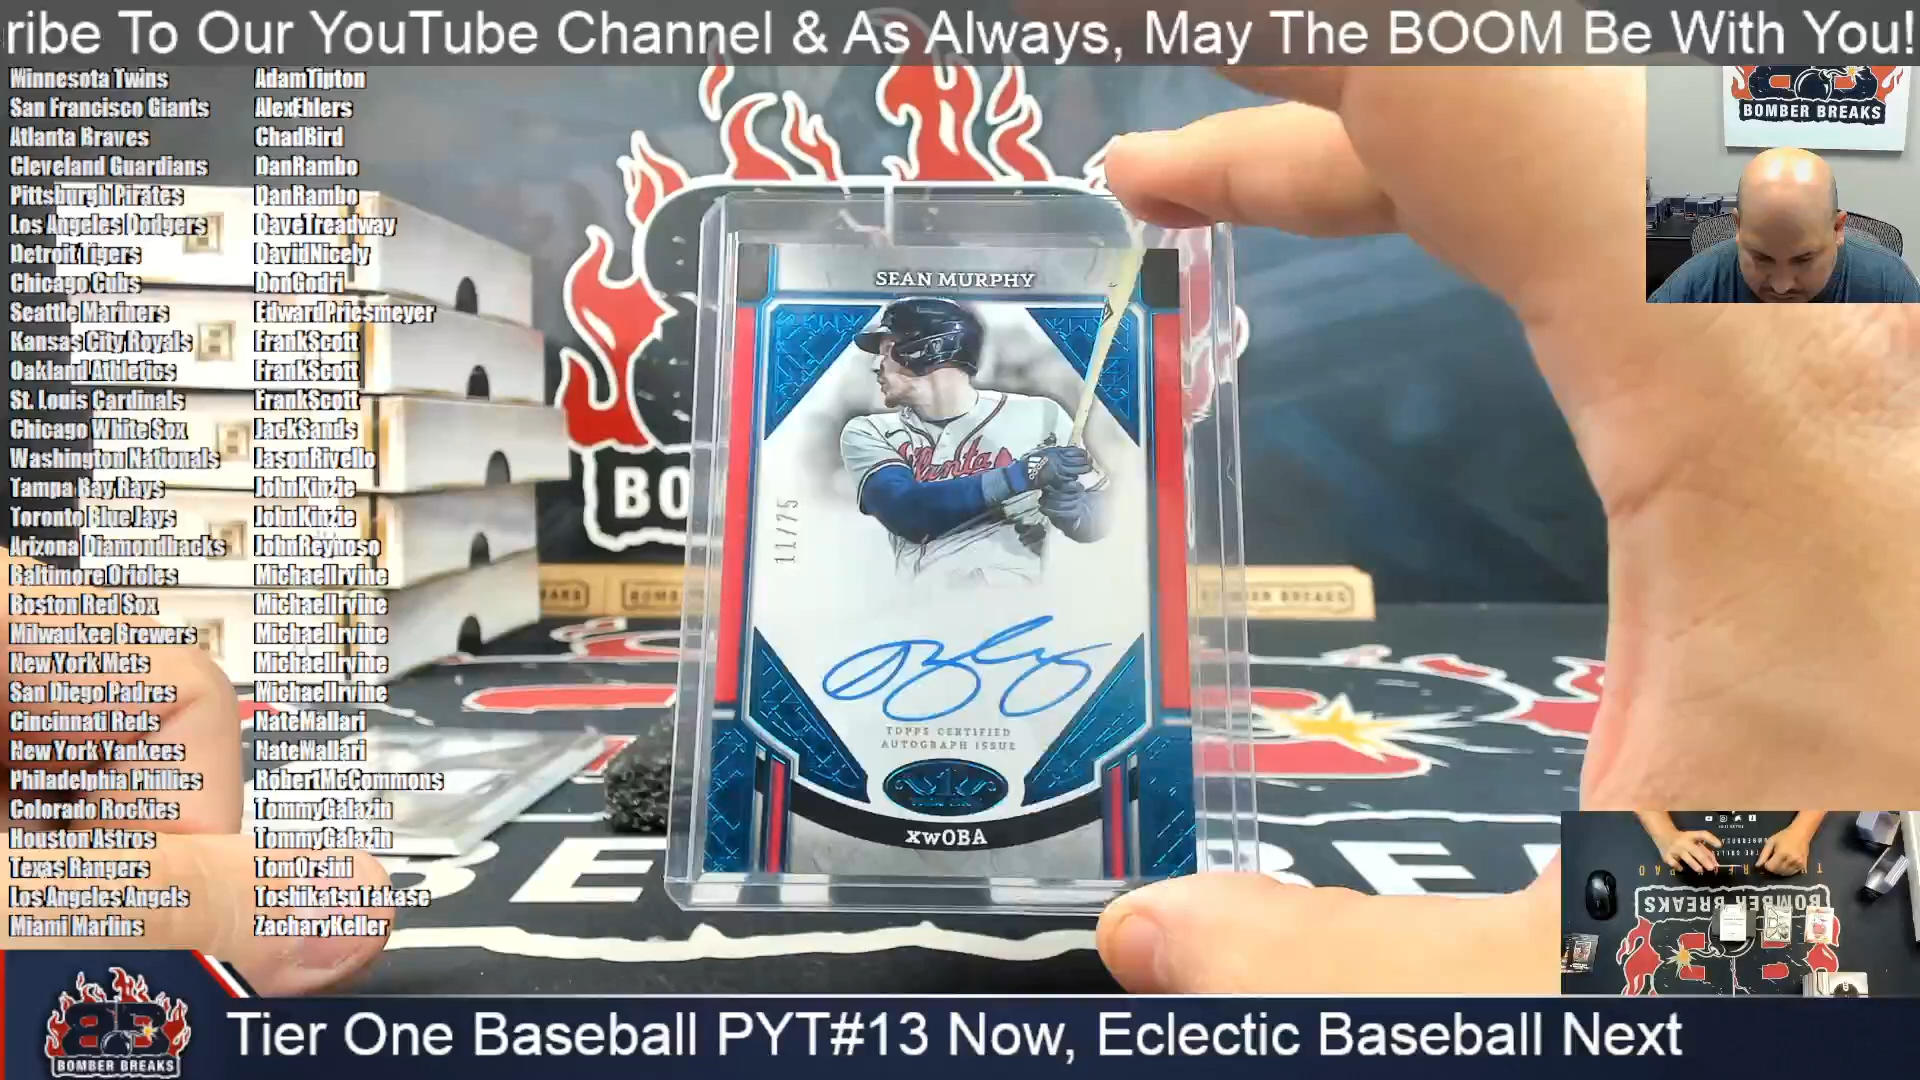 ribe To Our YouTube Channel & As Always, May The BOOM Be With You!
Minnesota Twins AdamTipton
San Francisco Giants AlexEhlers
Atlanta Braves ChadBird
Cleveland Guardians DanRambo
Pittsburgh Pirates DanRambo
Los Angeles Dodgers DaveTreadway
Detroit Tigers DavidNicely
Chicago Cubs DonGodri
Seattle Mariners EdwardPriesmeyer
Kansas City Royals FrankScott
Oakland Athletics FrankScott
St. Louis Cardinals FrankScott
Chicago White Sox JackSands
Washington Nationals JasonRivello
Tampa Bay Rays JohnKinzie
Toronto Blue Jays JohnKinzie
Arizona Diamondbacks JohnReynoso
Baltimore Orioles MichaelIrvine
Boston Red Sox MichaelIrvine
Milwaukee Brewers MichaelIrvine
New York Mets MichaelIrvine
San Diego Padres MichaelIrvine
Cincinnati Reds NateMallari
New York Yankees NateMallari
Philadelphia Phillies RobertMcCommons
Colorado Rockies TommyGalazin
Houston Astros TommyGalazin
Texas Rangers TomOrsini
Los Angeles Angels ToshikatsuTakase
Miami Marlins ZacharyKeller
SEAN MURPHY
Atlanta
11/75
TOPPS CERTIFIED
AUTOGRAPH ISSUE
xwOBA
BO
BOMBER BREAKS
BOMBER BREAKS
BOMBER BREAKS
Tier One Baseball PYT#13 Now, Eclectic Baseball Next